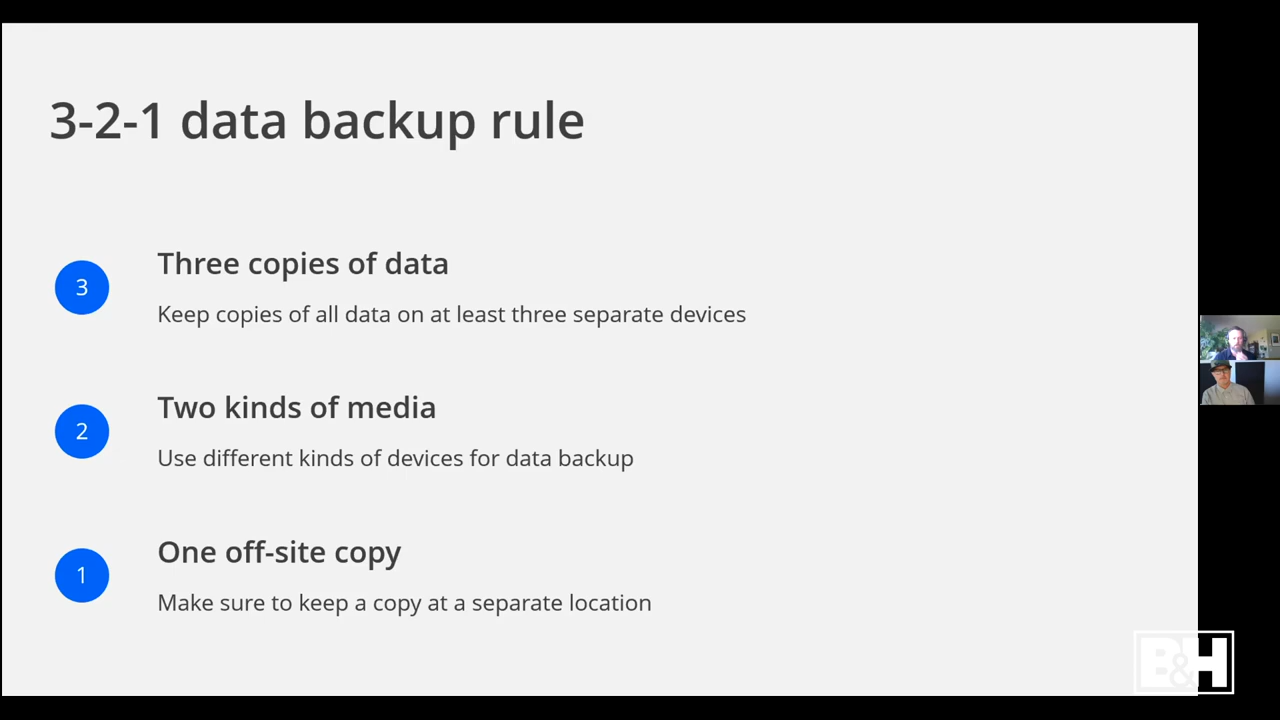 3-2-1 data backup rule
3
Three copies of data
Keep copies of all data on at least three separate devices
2
Two kinds of media
Use different kinds of devices for data backup
1
One off-site copy
Make sure to keep a copy at a separate location
B&H